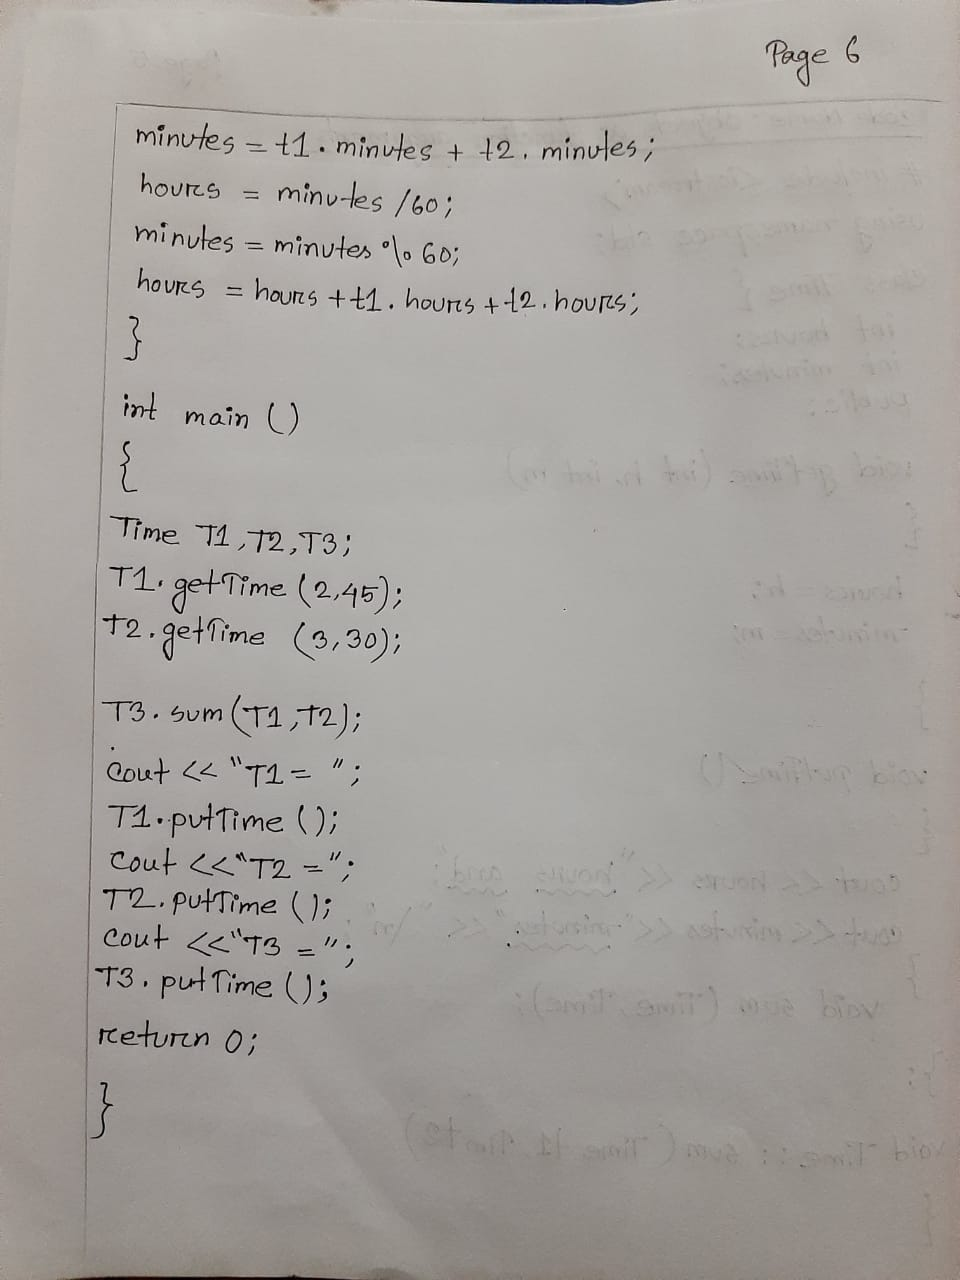 Page 6
minutes = t1. minutes + t2. minutes;
hours = minutes /60;
minutes = minutes % 60;
hours = hours + t1. hours + t2. hours;
}
int main ()
{
Time T1, T2, T3;
T1. getTime (2,45);
T2. getTime (3,30);
T3. sum (T1, T2);
cout << "T1 = ";
T1. putTime ();
cout << "T2 = ";
T2. putTime ();
cout << "T3 = ";
T3. putTime ();
return 0;
}